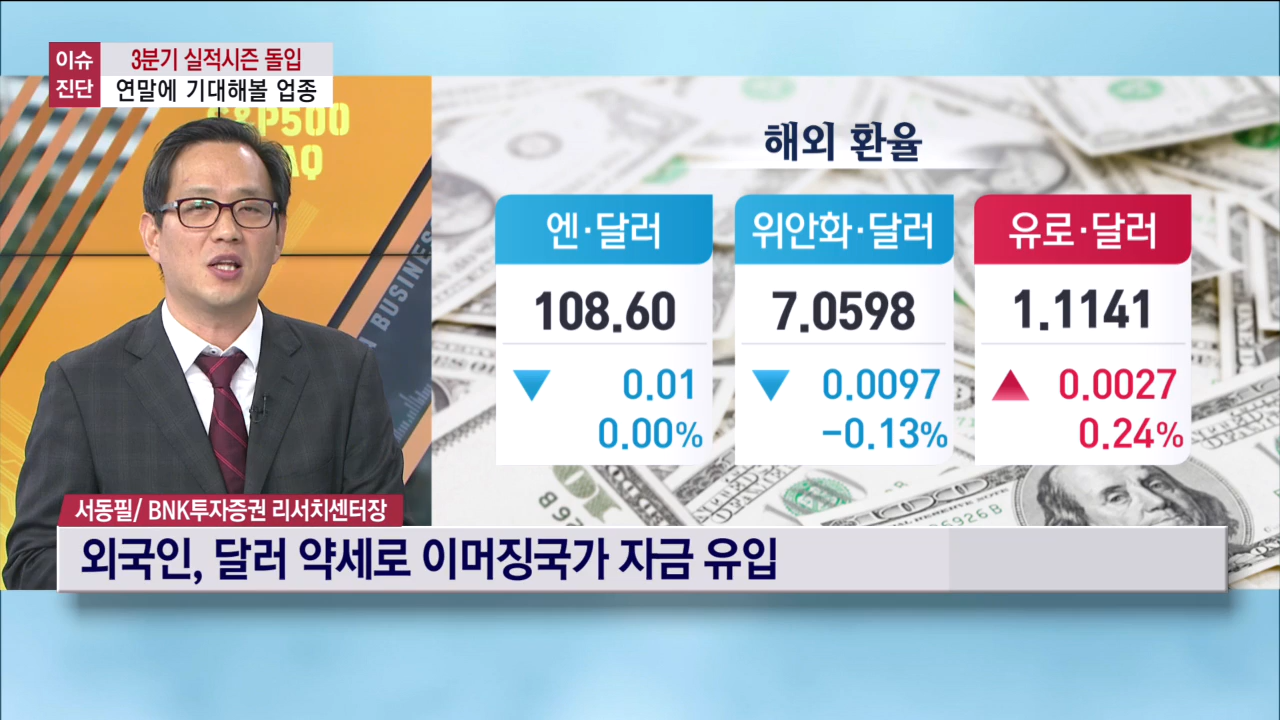 이슈
진단
3분기 실적시즌 돌입
연말에 기대해볼 업종
S&P500
AQ
BUSINESS
해외 환율
엔·달러
108.60
▼ 0.01
0.00%
위안화·달러
7.0598
▼ 0.0097
-0.13%
유로·달러
1.1141
▲ 0.0027
0.24%
서동필/ BNK투자증권 리서치센터장
외국인, 달러 약세로 이머징국가 자금 유입